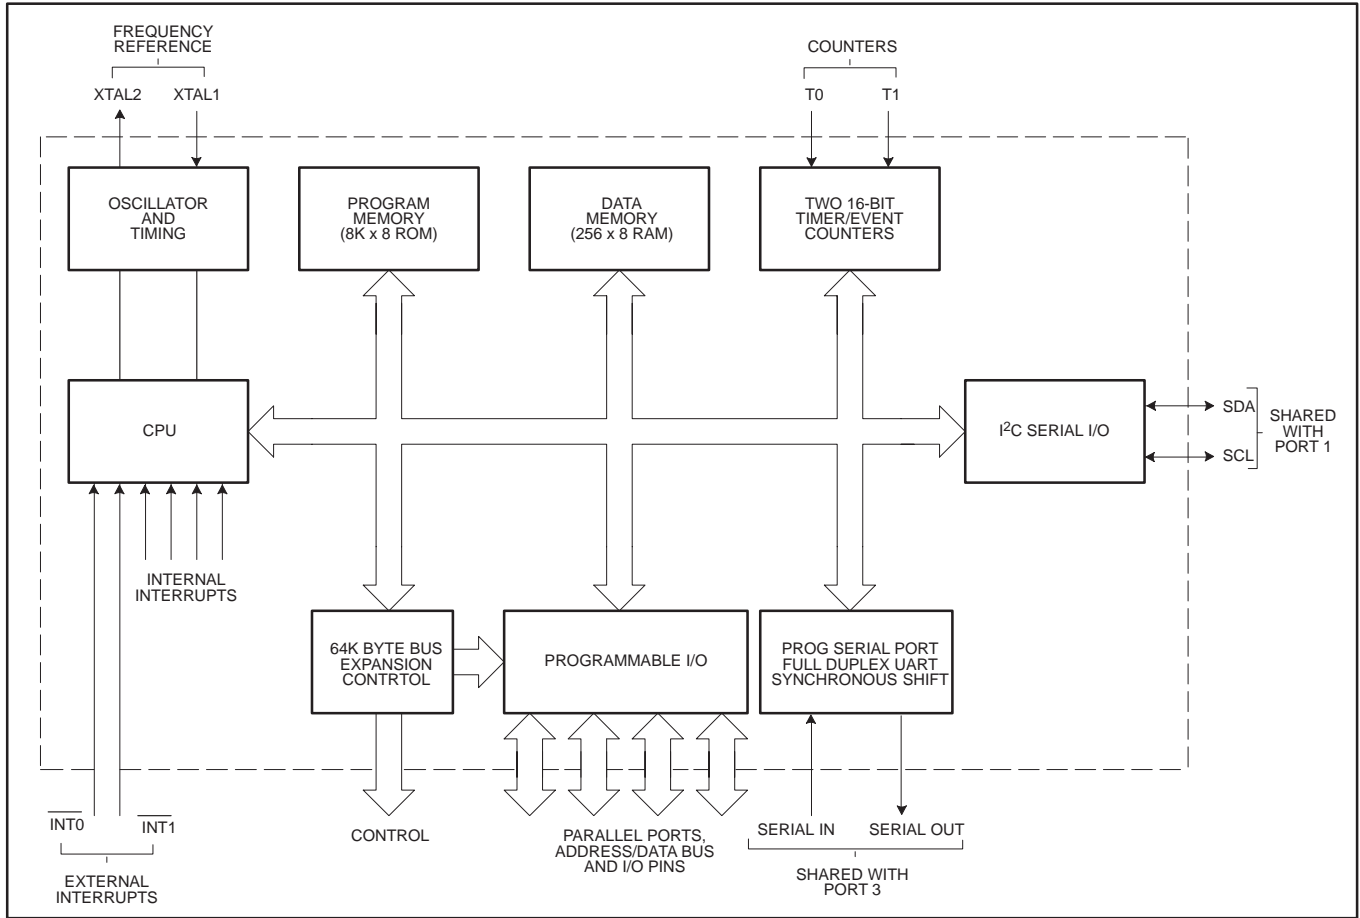 FREQUENCY
REFERENCE
COUNTERS
XTAL2
XTAL1
T0
T1
OSCILLATOR
AND
TIMING
PROGRAM
MEMORY
(8K x 8 ROM)
DATA
MEMORY
(256 x 8 RAM)
TWO 16-BIT
TIMER/EVENT
COUNTERS
CPU
I²C SERIAL I/O
SDA
SCL
SHARED
WITH
PORT 1
INTERNAL
INTERRUPTS
64K BYTE BUS
EXPANSION
CONTRTOL
PROGRAMMABLE I/O
PROG SERIAL PORT
FULL DUPLEX UART
SYNCHRONOUS SHIFT
INT0
INT1
EXTERNAL
INTERRUPTS
CONTROL
PARALLEL PORTS,
ADDRESS/DATA BUS
AND I/O PINS
SERIAL IN
SERIAL OUT
SHARED WITH
PORT 3